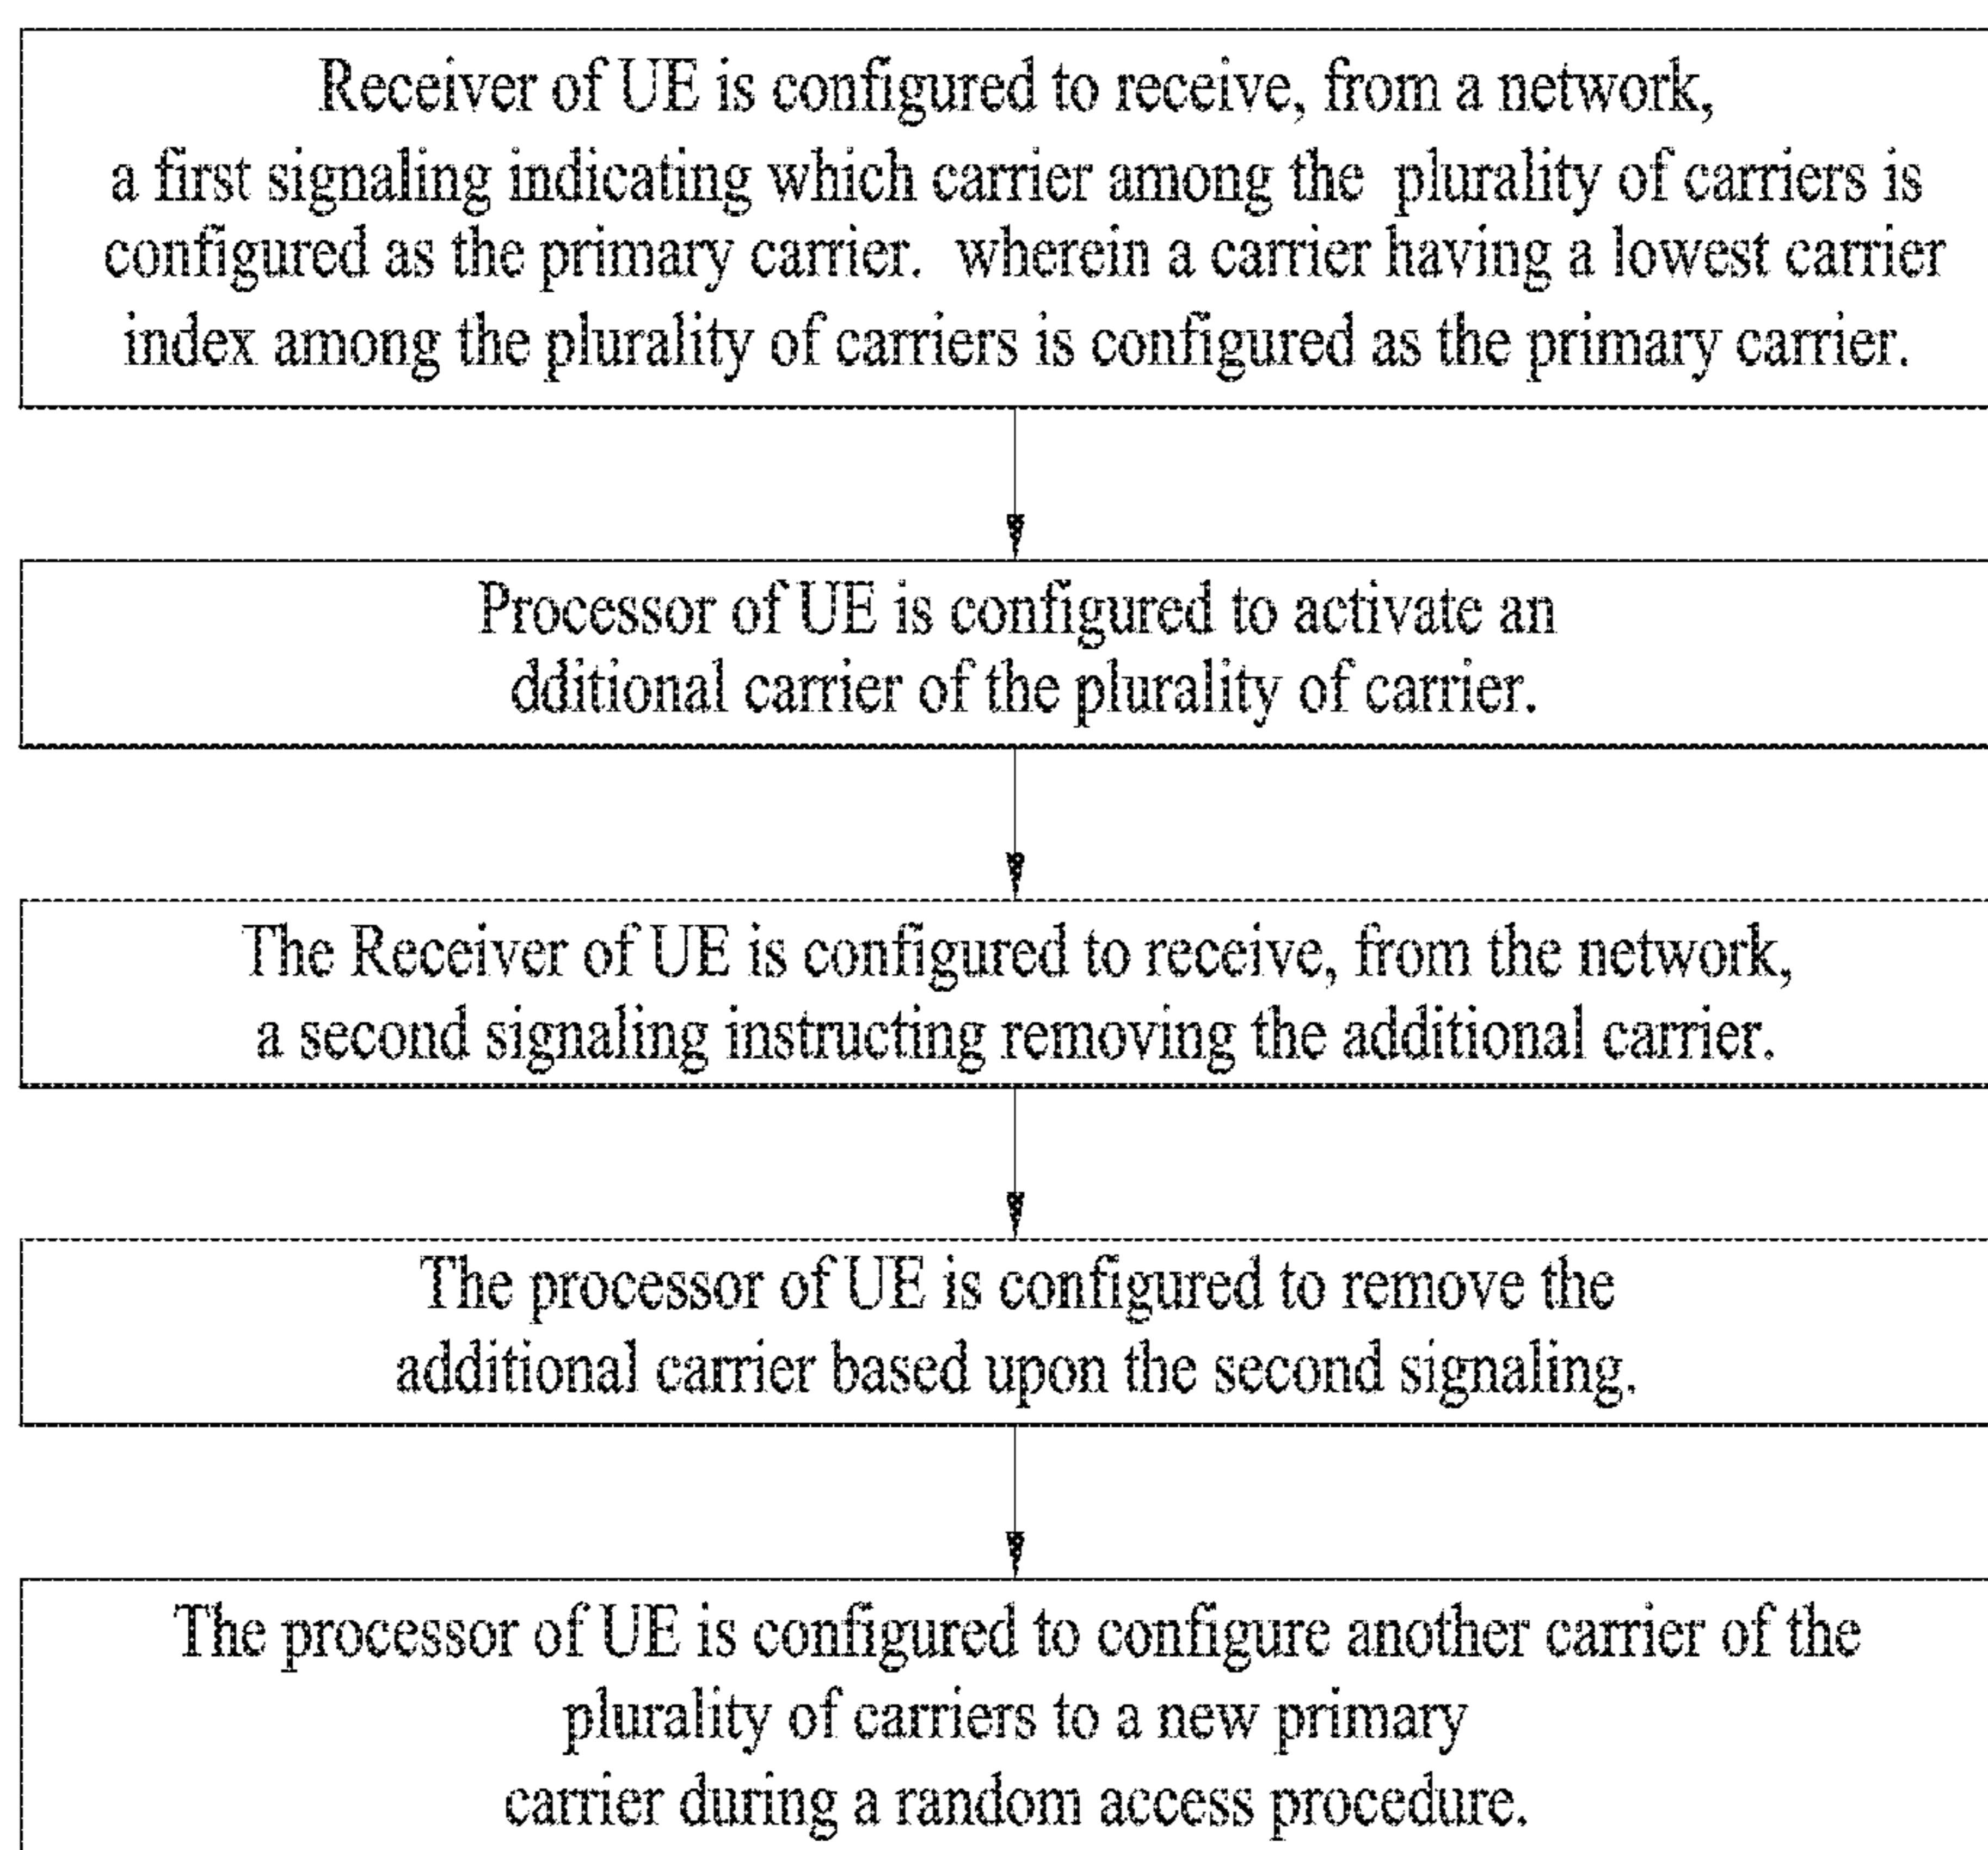 Receiver of UE is configured to receive, from a network,
a first signaling indicating which carrier among the plurality of carriers is
configured as the primary carrier. wherein a carrier having a lowest carrier
index among the plurality of carriers is configured as the primary carrier.
Processor of UE is configured to activate an
dditional carrier of the plurality of carrier.
The Receiver of UE is configured to receive, from the network,
a second signaling instructing removing the additional carrier.
The processor of UE is configured to remove the
additional carrier based upon the second signaling.
The processor of UE is configured to configure another carrier of the
plurality of carriers to a new primary
carrier during a random access procedure.